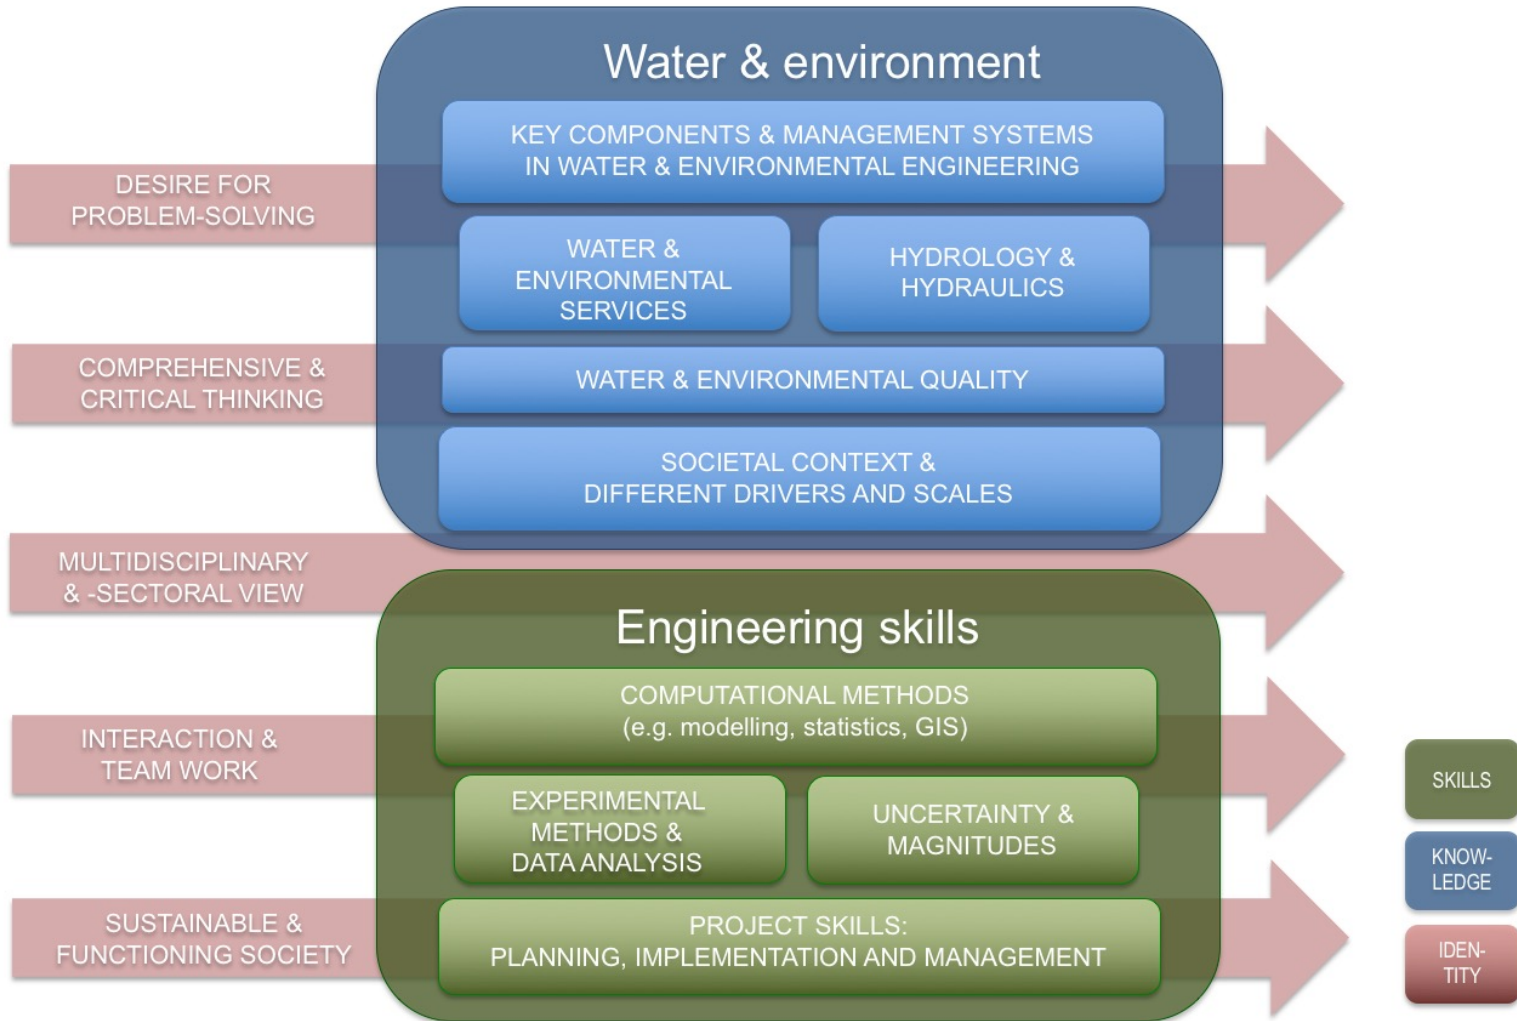 Water & environment
KEY COMPONENTS & MANAGEMENT SYSTEMS
IN WATER & ENVIRONMENTAL ENGINEERING
DESIRE FOR
PROBLEM-SOLVING
WATER &
ENVIRONMENTAL
SERVICES
HYDROLOGY &
HYDRAULICS
COMPREHENSIVE &
CRITICAL THINKING
WATER & ENVIRONMENTAL QUALITY
SOCIETAL CONTEXT &
DIFFERENT DRIVERS AND SCALES
MULTIDISCIPLINARY
& -SECTORAL VIEW
Engineering skills
COMPUTATIONAL METHODS
(e.g. modelling, statistics, GIS)
INTERACTION &
TEAM WORK
EXPERIMENTAL
METHODS &
DATA ANALYSIS
UNCERTAINTY &
MAGNITUDES
SUSTAINABLE &
FUNCTIONING SOCIETY
PROJECT SKILLS:
PLANNING, IMPLEMENTATION AND MANAGEMENT
SKILLS
KNOW-
LEDGE
IDEN-
TITY